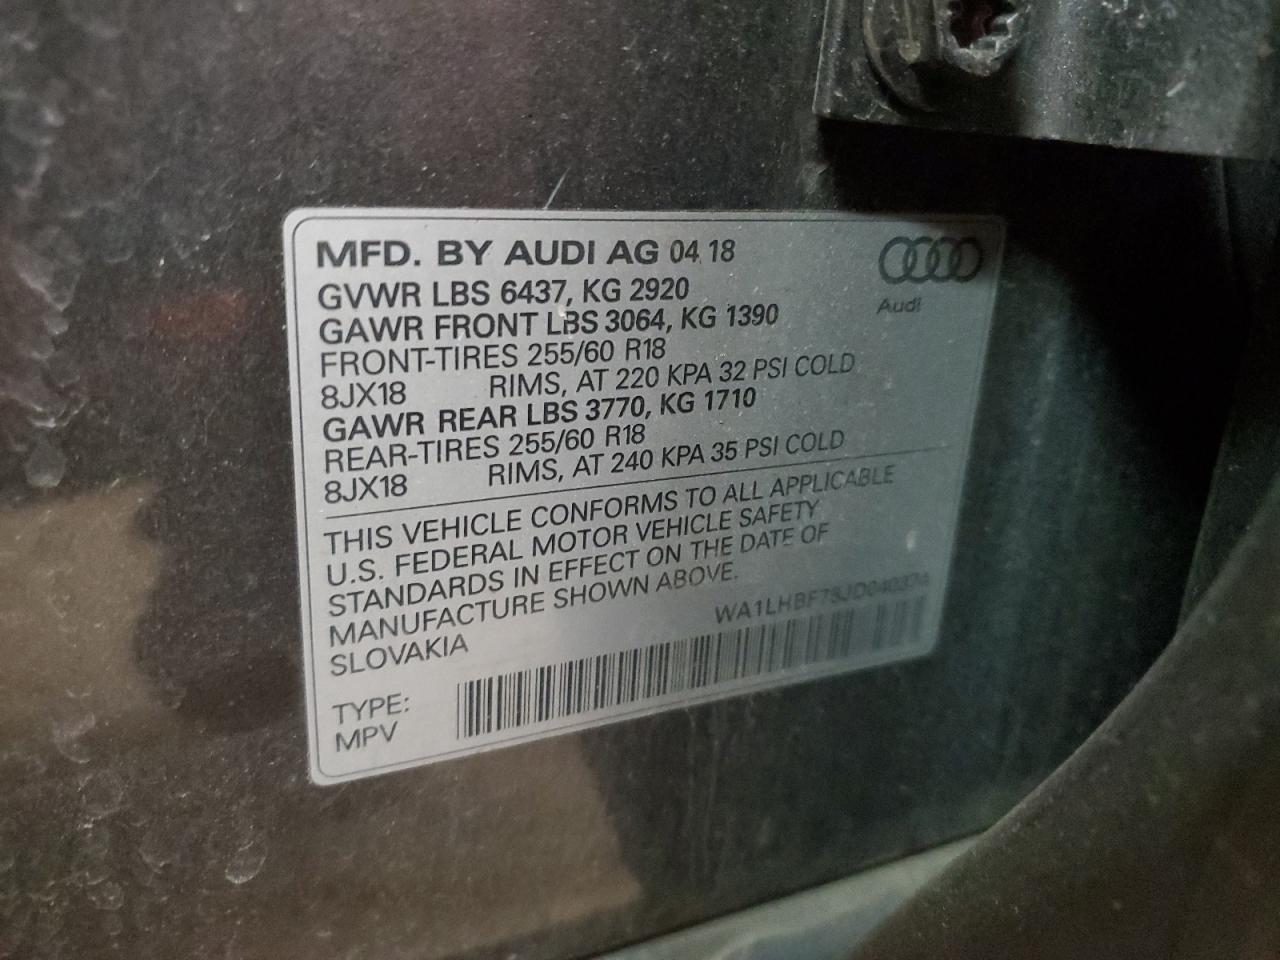 MFD. BY AUDI AG 04.18
GVWR LBS 6437, KG 2920
GAWR FRONT LBS 3064, KG 1390
FRONT-TIRES 255/60 R18
8JX18 RIMS, AT 220 KPA 32 PSI COLD
GAWR REAR LBS 3770, KG 1710
REAR-TIRES 255/60 R18
8JX18 RIMS, AT 240 KPA 35 PSI COLD
THIS VEHICLE CONFORMS TO ALL APPLICABLE
U.S. FEDERAL MOTOR VEHICLE SAFETY
STANDARDS IN EFFECT ON THE DATE OF
MANUFACTURE SHOWN ABOVE.
SLOVAKIA
TYPE:
MPV
Audi